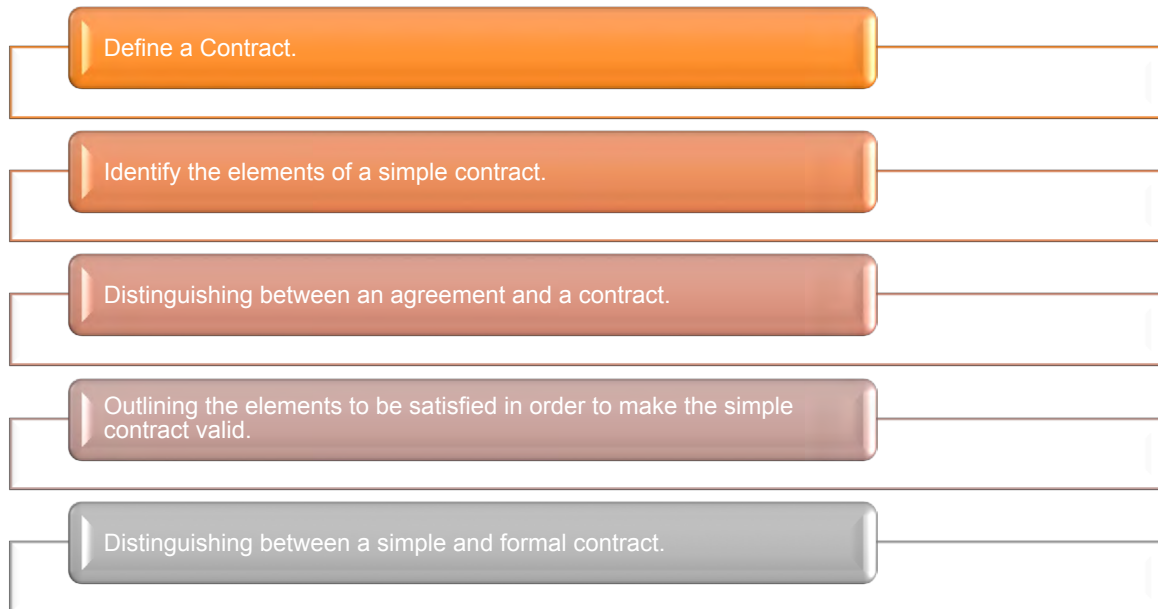 Define a Contract.
Identify the elements of a simple contract.
Distinguishing between an agreement and a contract.
Outlining the elements to be satisfied in order to make the simple
contract valid.
Distinguishing between a simple and formal contract.